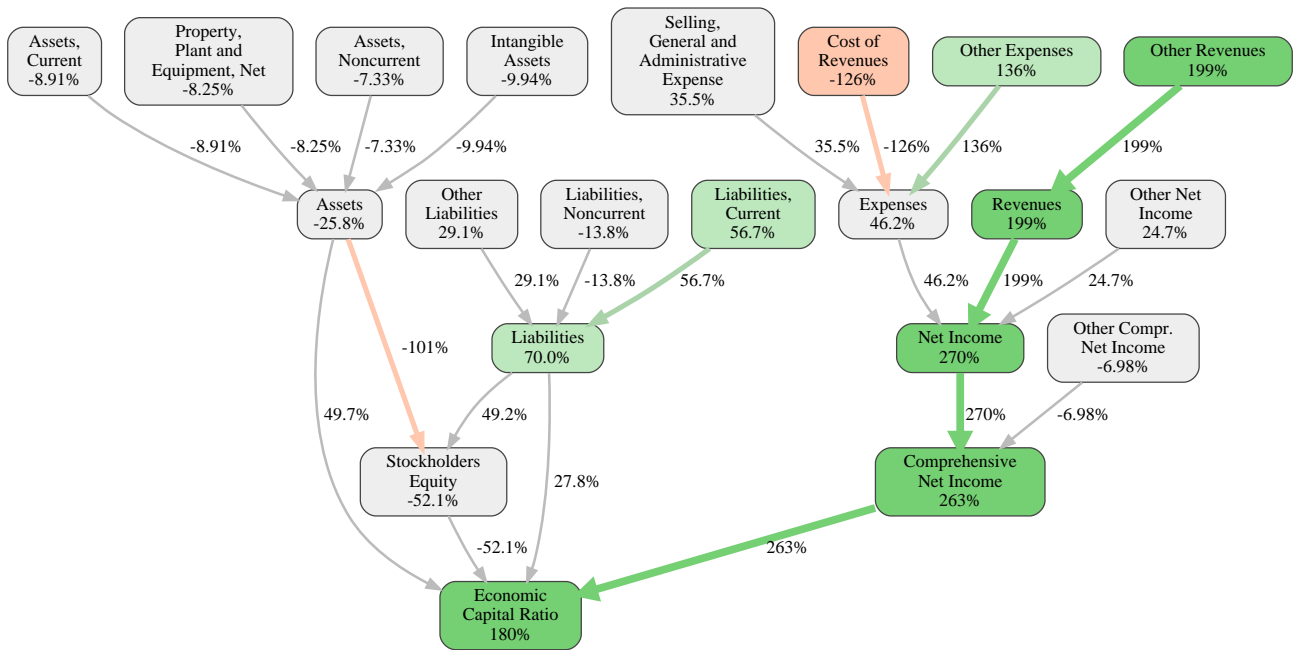 Assets,
Current
-8.91%
Property,
Plant and
Equipment, Net
-8.25%
Assets,
Noncurrent
-7.33%
Intangible
Assets
-9.94%
Selling,
General and
Administrative
Expense
35.5%
Cost of
Revenues
-126%
Other Expenses
136%
Other Revenues
199%
-8.91%
-8.25%
-7.33%
-9.94%
35.5%
-126%
136%
199%
Assets
-25.8%
Other
Liabilities
29.1%
Liabilities,
Noncurrent
-13.8%
Liabilities,
Current
56.7%
Expenses
46.2%
Revenues
199%
Other Net
Income
24.7%
29.1%
-13.8%
56.7%
46.2%
199%
24.7%
-101%
Liabilities
70.0%
Net Income
270%
Other Compr.
Net Income
-6.98%
49.7%
49.2%
270%
-6.98%
Stockholders
Equity
-52.1%
27.8%
Comprehensive
Net Income
263%
-52.1%
263%
Economic
Capital Ratio
180%